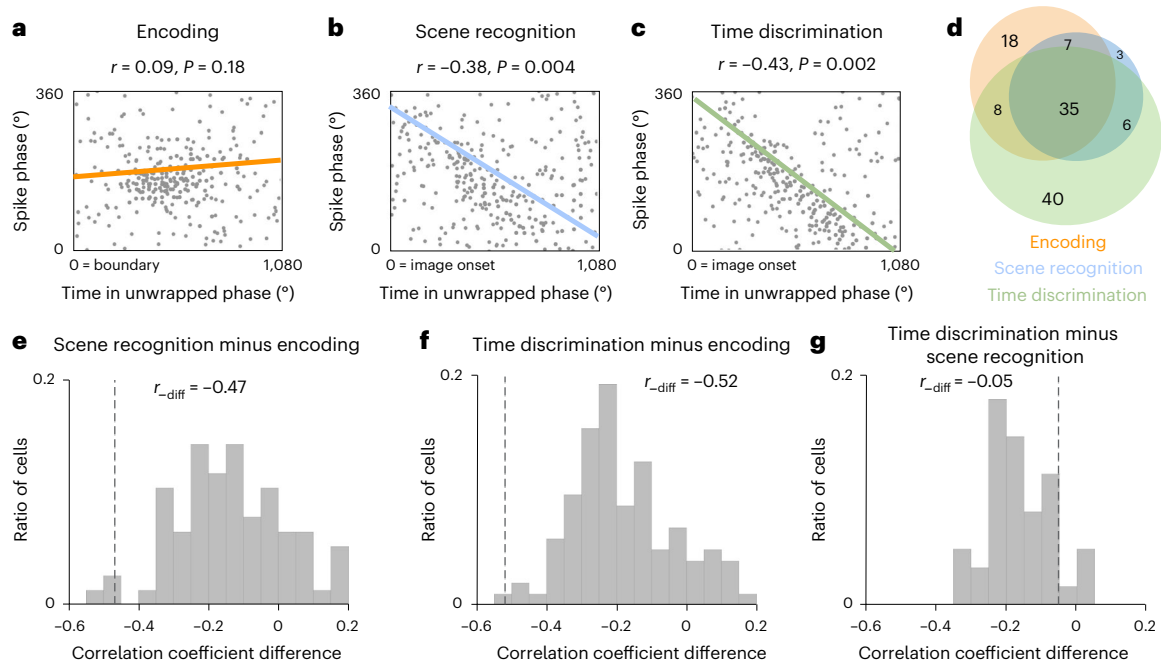 a Encoding
r = 0.09, P = 0.18
360
0
Spike phase (°)
0 = boundary 1,080
Time in unwrapped phase (°)
b Scene recognition
r = –0.38, P = 0.004
360
0
Spike phase (°)
0 = image onset 1,080
Time in unwrapped phase (°)
c Time discrimination
r = –0.43, P = 0.002
360
0
Spike phase (°)
0 = image onset 1,080
Time in unwrapped phase (°)
d
18 7 3
8 35 6
40
Encoding
Scene recognition
Time discrimination
e Scene recognition minus encoding
r_diff = –0.47
0.2
0
Ratio of cells
–0.6 –0.4 –0.2 0 0.2
Correlation coefficient difference
f Time discrimination minus encoding
r_diff = –0.52
0.2
0
Ratio of cells
–0.6 –0.4 –0.2 0 0.2
Correlation coefficient difference
g Time discrimination minus
scene recognition
r_diff = –0.05
0.2
0
Ratio of cells
–0.6 –0.4 –0.2 0 0.2
Correlation coefficient difference